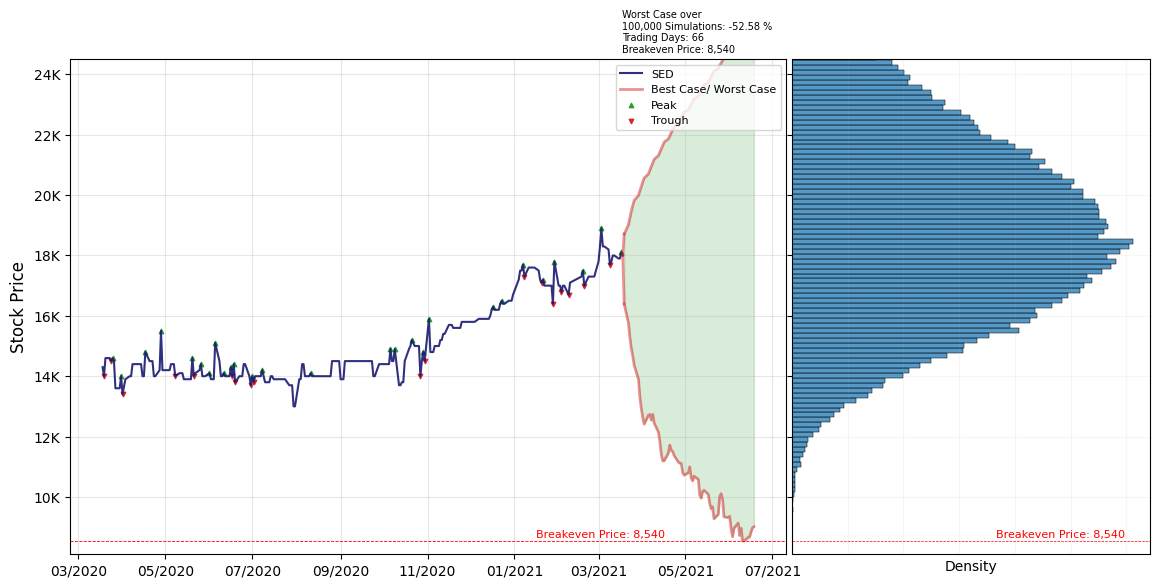 Worst Case over
100,000 Simulations: -52.58 %
Trading Days: 66
Breakeven Price: 8,540
SED
Best Case/ Worst Case
Peak
Trough
Stock Price
24K
22K
20K
18K
16K
14K
12K
10K
Breakeven Price: 8,540
Breakeven Price: 8,540
03/2020 05/2020 07/2020 09/2020 11/2020 01/2021 03/2021 05/2021 07/2021
Density